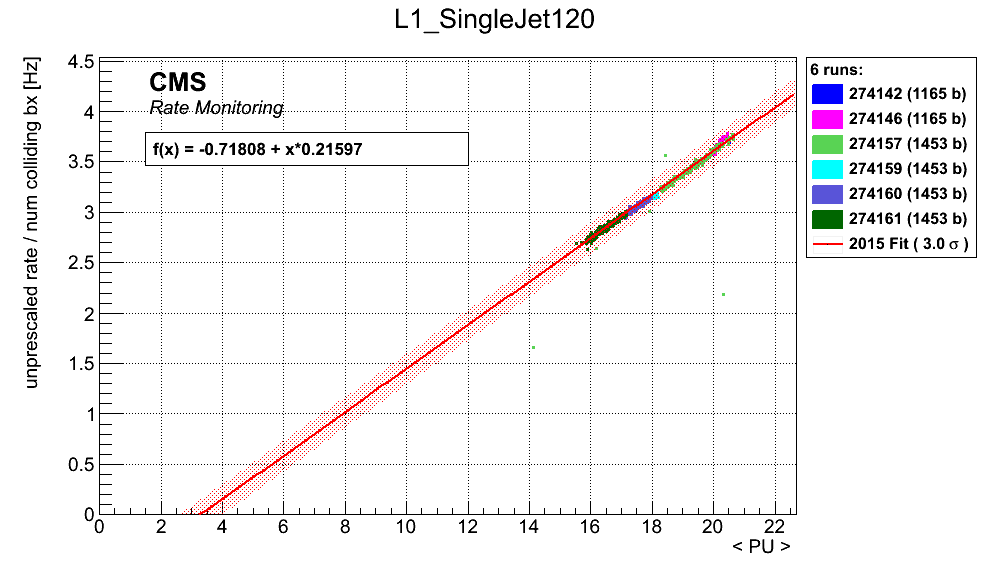 L1_SingleJet120
unprescaled rate / num colliding bx [Hz]
4.5
4
3.5
3
2.5
2
1.5
1
0.5
0
CMS
Rate Monitoring
f(x) = -0.71808 + x*0.21597
0 2 4 6 8 10 12 14 16 18 20 22
< PU >
6 runs:
274142 (1165 b)
274146 (1165 b)
274157 (1453 b)
274159 (1453 b)
274160 (1453 b)
274161 (1453 b)
2015 Fit ( 3.0 σ )